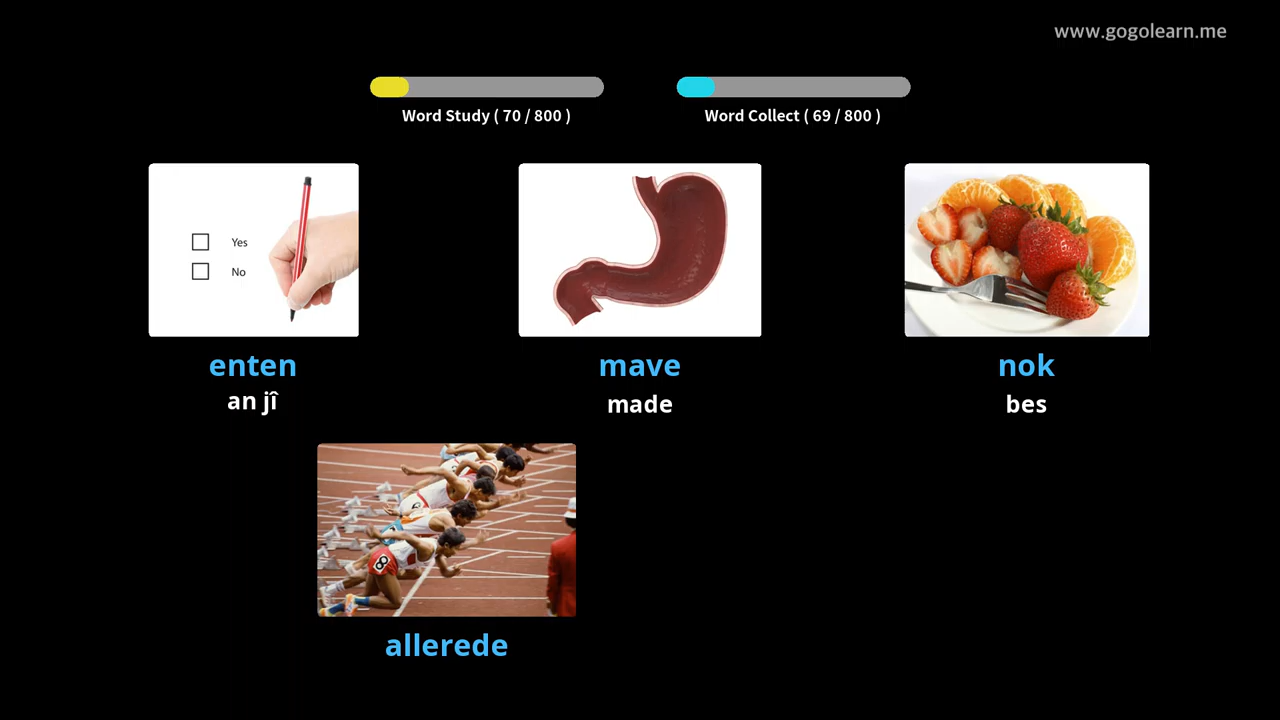 www.gogolearn.me
Word Study ( 70 / 800 )
Word Collect ( 69 / 800 )
Yes
No
enten
an jî
mave
made
nok
bes
8
allerede